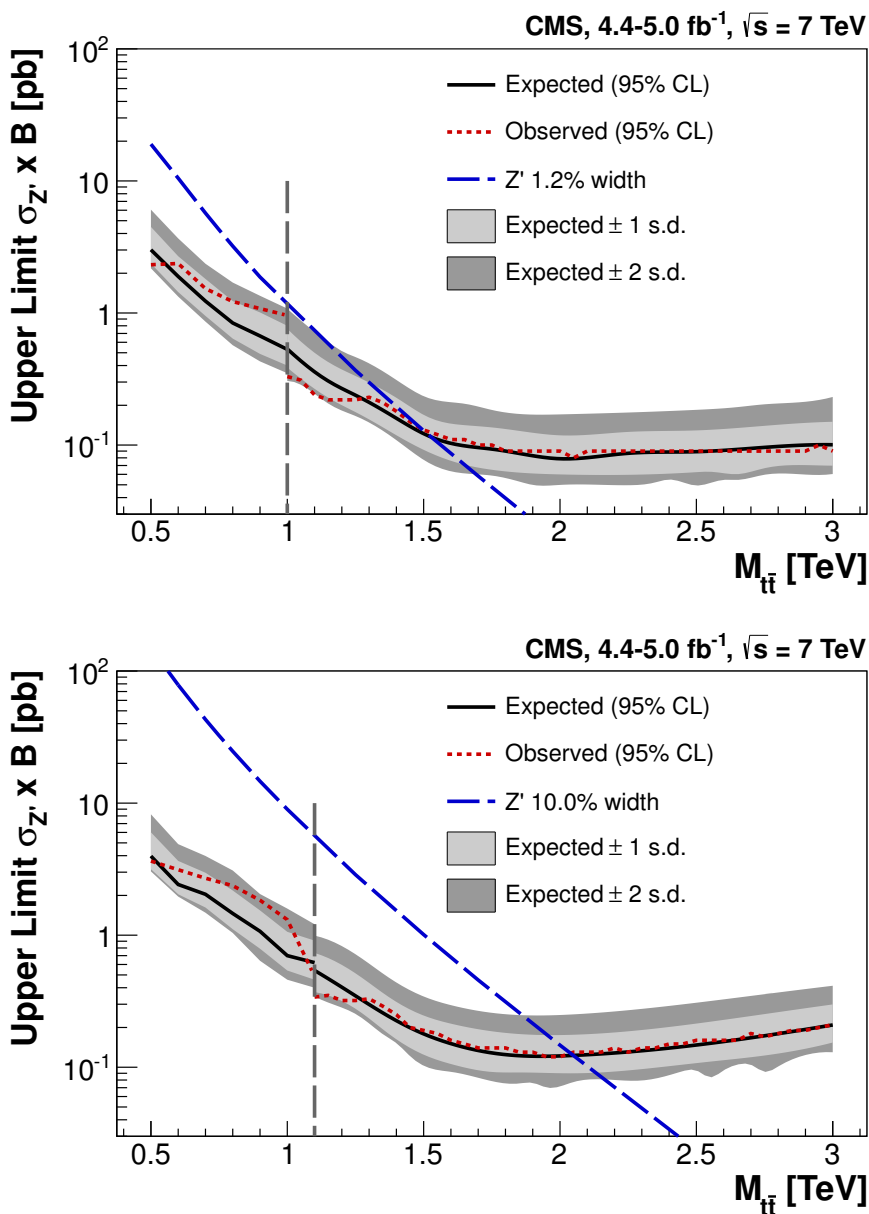 CMS, 4.4-5.0 fb⁻¹, √s = 7 TeV
Upper Limit σ_Z' x B [pb]
10²
10
1
10⁻¹
Expected (95% CL)
Observed (95% CL)
Z' 1.2% width
Expected ± 1 s.d.
Expected ± 2 s.d.
0.5 1 1.5 2 2.5 3
M_tt̄ [TeV]
CMS, 4.4-5.0 fb⁻¹, √s = 7 TeV
Upper Limit σ_Z' x B [pb]
10²
10
1
10⁻¹
Expected (95% CL)
Observed (95% CL)
Z' 10.0% width
Expected ± 1 s.d.
Expected ± 2 s.d.
0.5 1 1.5 2 2.5 3
M_tt̄ [TeV]